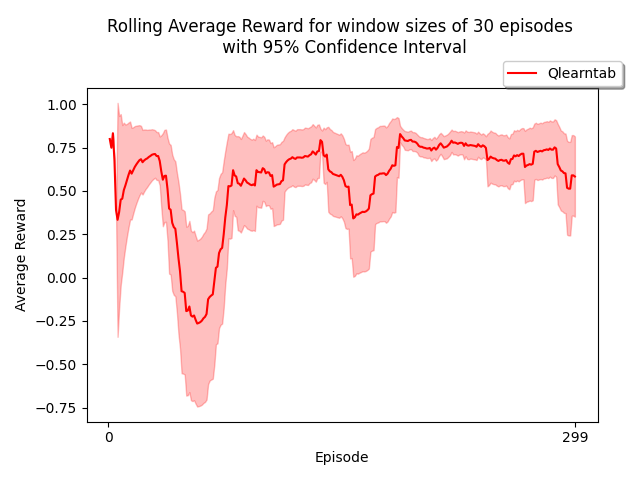 Rolling Average Reward for window sizes of 30 episodes
with 95% Confidence Interval
Qlearntab
1.00
0.75
0.50
0.25
0.00
−0.25
−0.50
−0.75
Average Reward
0
299
Episode